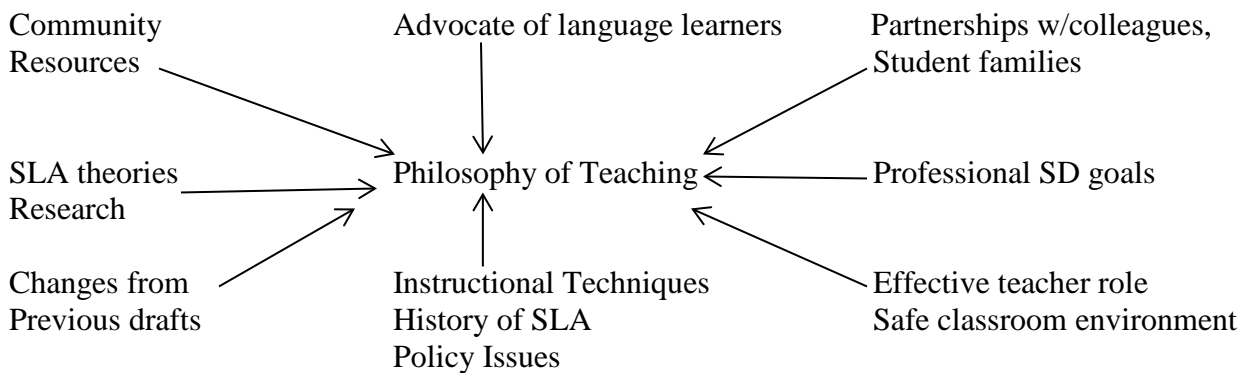 Community
Resources
Advocate of language learners
Partnerships w/colleagues,
Student families
SLA theories
Research
Philosophy of Teaching
Professional SD goals
Changes from
Previous drafts
Instructional Techniques
History of SLA
Policy Issues
Effective teacher role
Safe classroom environment